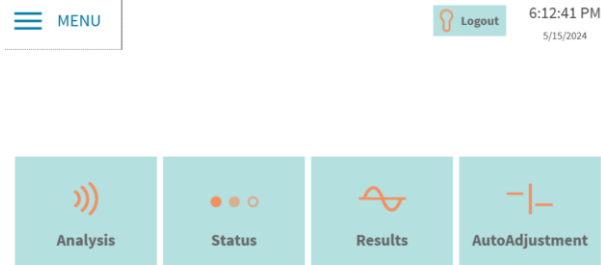 MENU
Logout
6:12:41 PM
5/15/2024
Analysis
Status
Results
AutoAdjustment